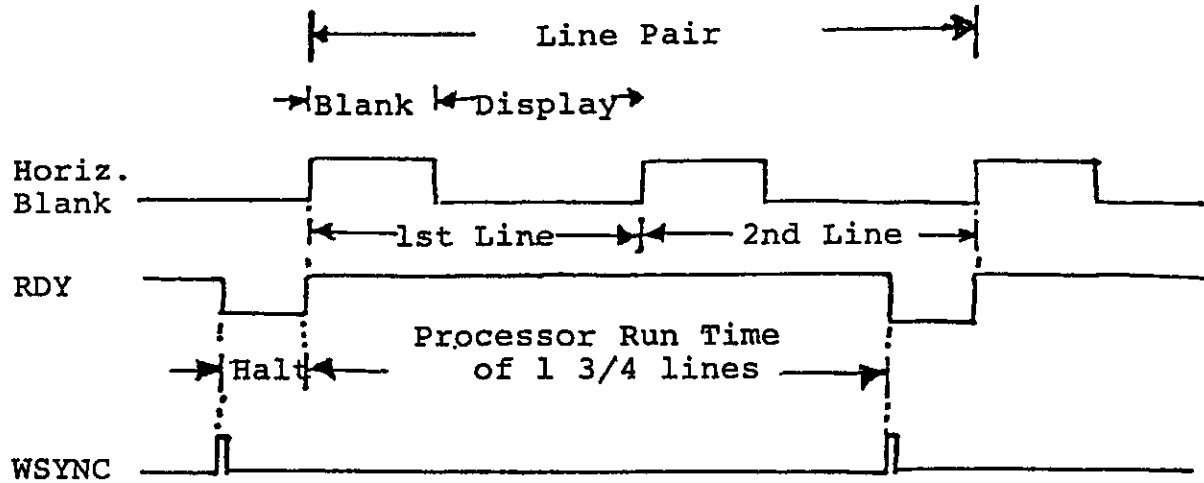 Line Pair
Blank Display
Horiz.
Blank
1st Line 2nd Line
RDY
Processor Run Time
Halt of 1 3/4 lines
WSYNC